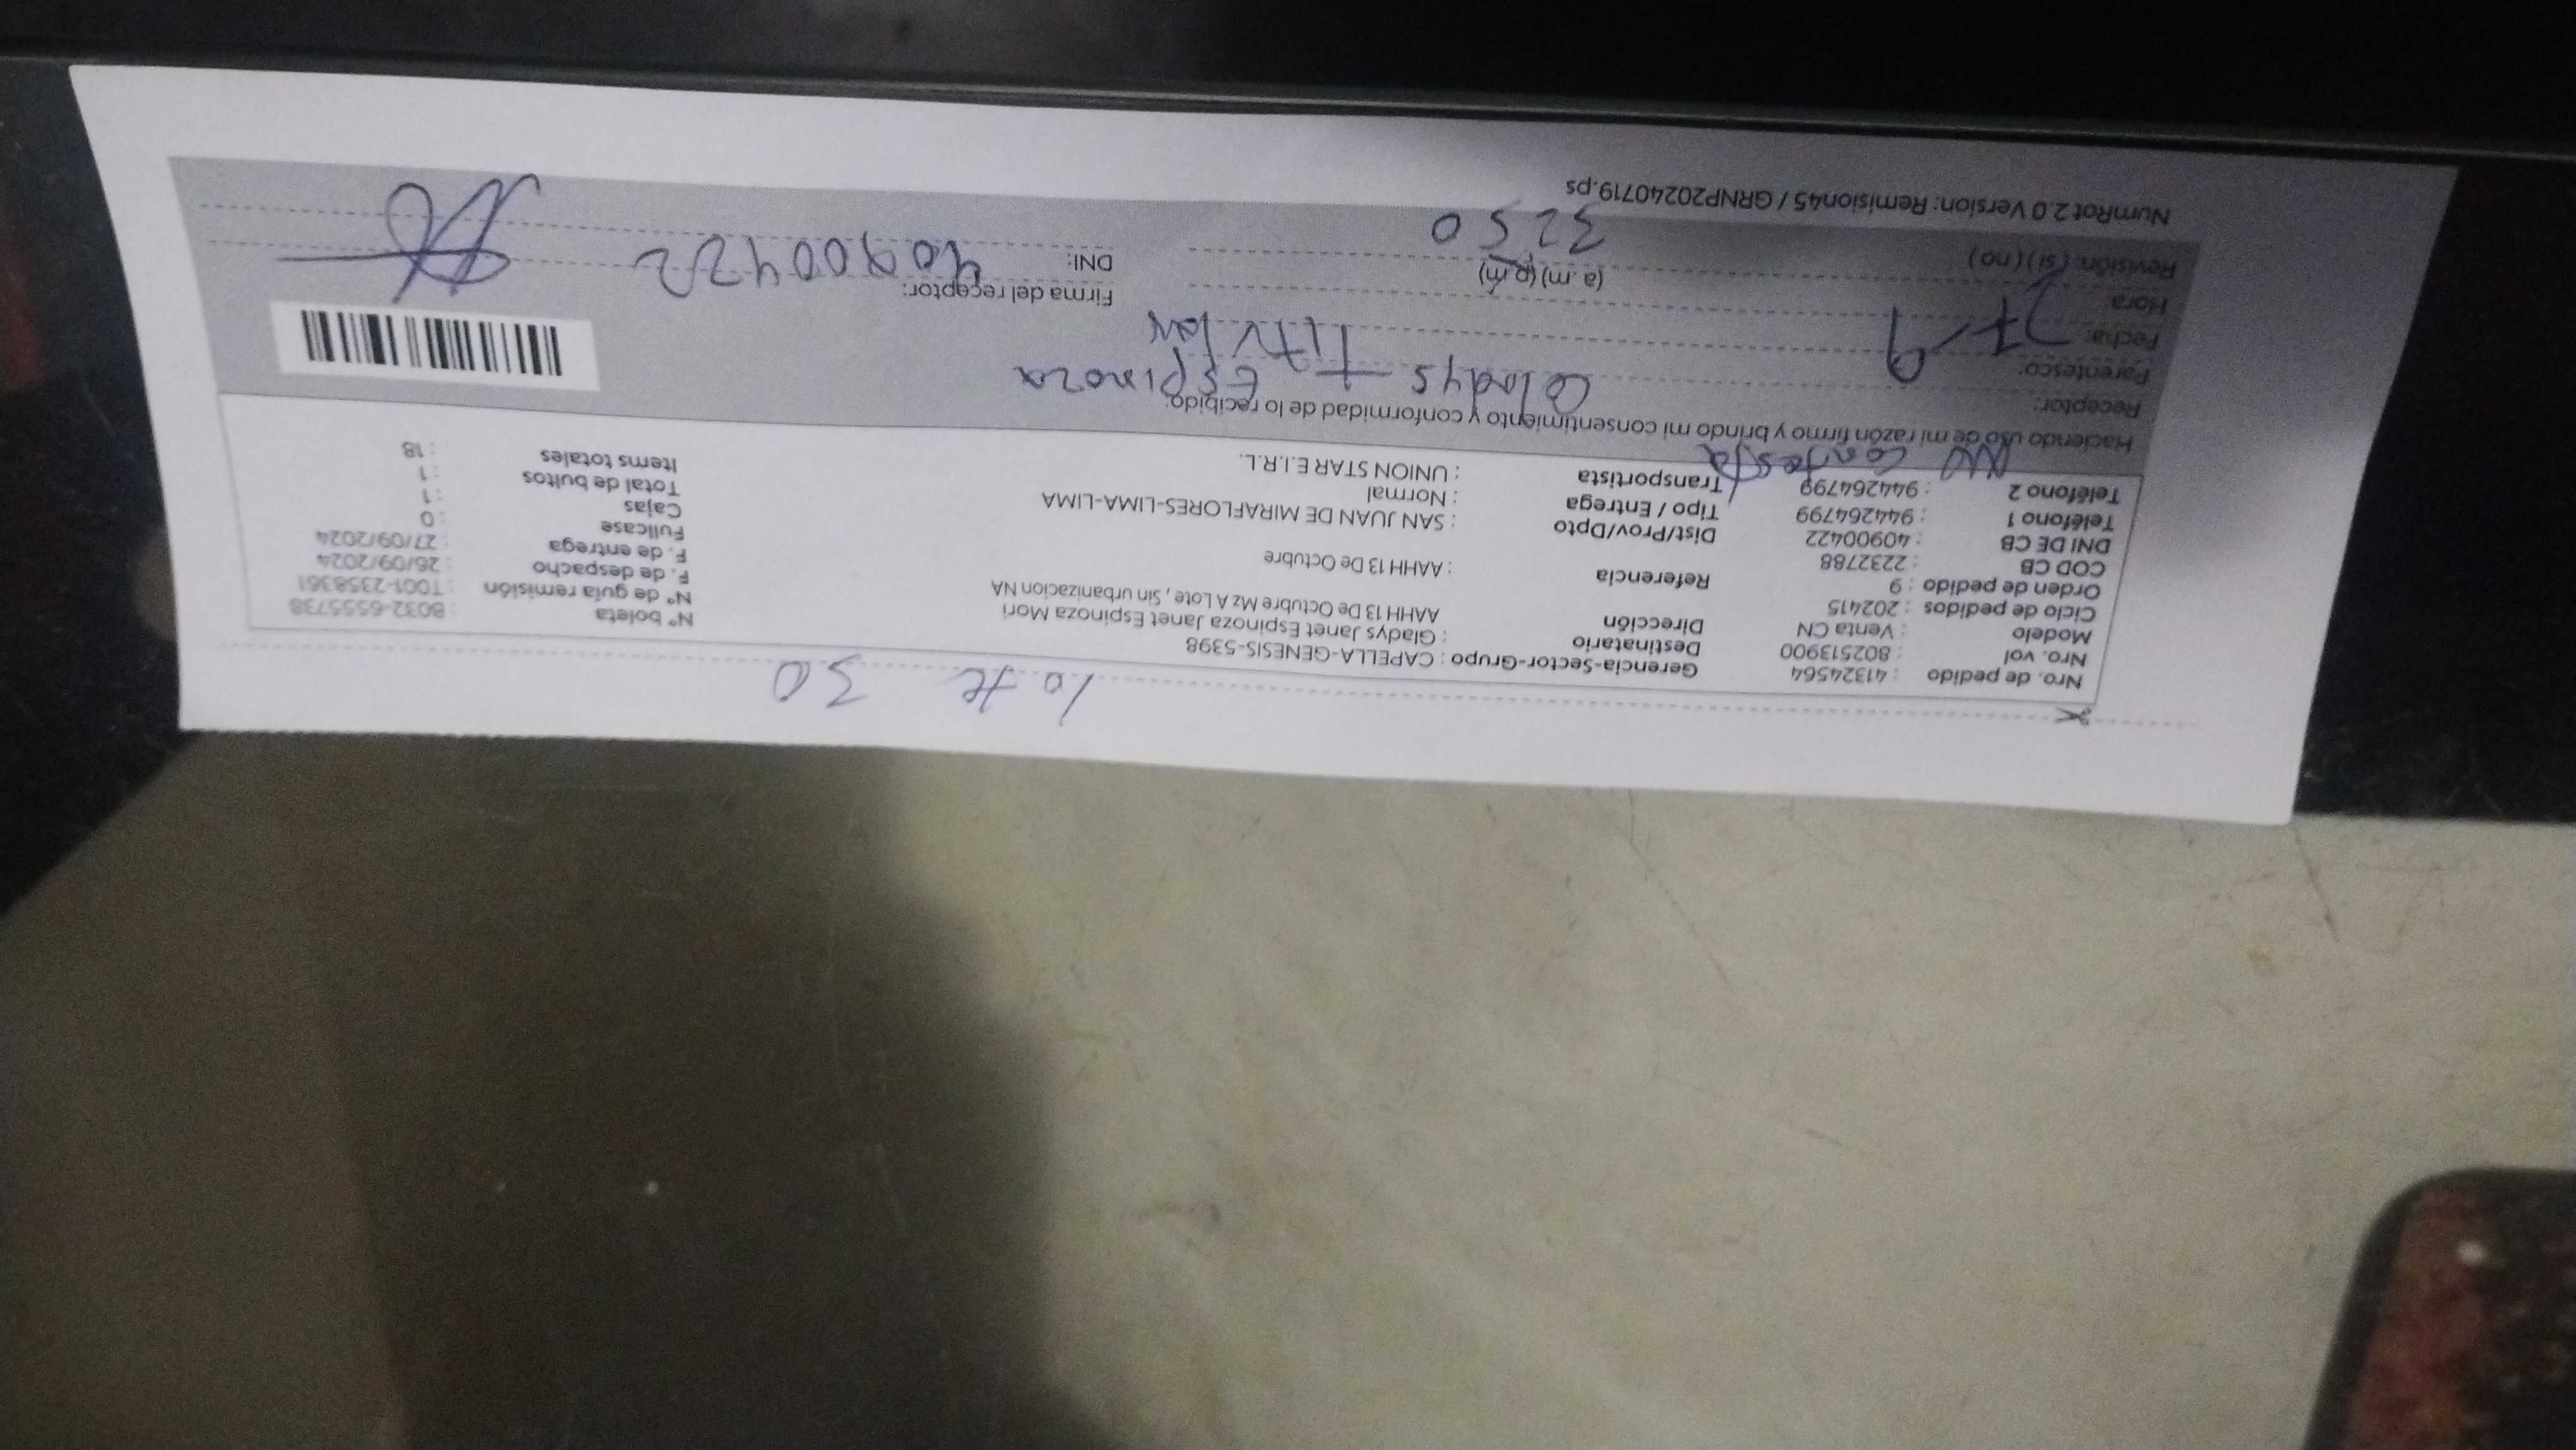 Lote 30
Nro. de pedido : 41324564 Gerencia-Sector-Grupo : CAPELLA-GENESIS-5398 N° boleta : B032-6555738
Nro. vol : 802513900 Destinatario : Gladys Janet Espinoza Janet Espinoza Mori N° de guía remisión : T001-2358361
Modelo : Venta CN Dirección AAHH 13 De Octubre Mz A Lote , Sin urbanizacion NA F. de despacho : 26/09/2024
Ciclo de pedidos : 202415 F. de entrega : 27/09/2024
Orden de pedido : 9 Referencia : AAHH 13 De Octubre Fullcase : 0
COD CB : 2232788 Cajas : 1
DNI DE CB : 40900422 Dist/Prov/Dpto : SAN JUAN DE MIRAFLORES-LIMA-LIMA Total de bultos : 1
Teléfono 1 : 944264799 Tipo / Entrega : Normal Items totales : 18
Teléfono 2 : 944264799 Transportista : UNION STAR E.I.R.L.
No contesta
Haciendo uso de mi razón firmo y brindo mi consentimiento y conformidad de lo recibido.
Receptor: Gladys Espinoza
Parentesco: Titular
Fecha: 27-9 Firma del receptor:
Hora: (a.m) (p.m) DNI: 40900422
Revisión: ( si ) ( no ) 3250
NumRot 2.0 Version: Remision45 / GRNP20240719.ps